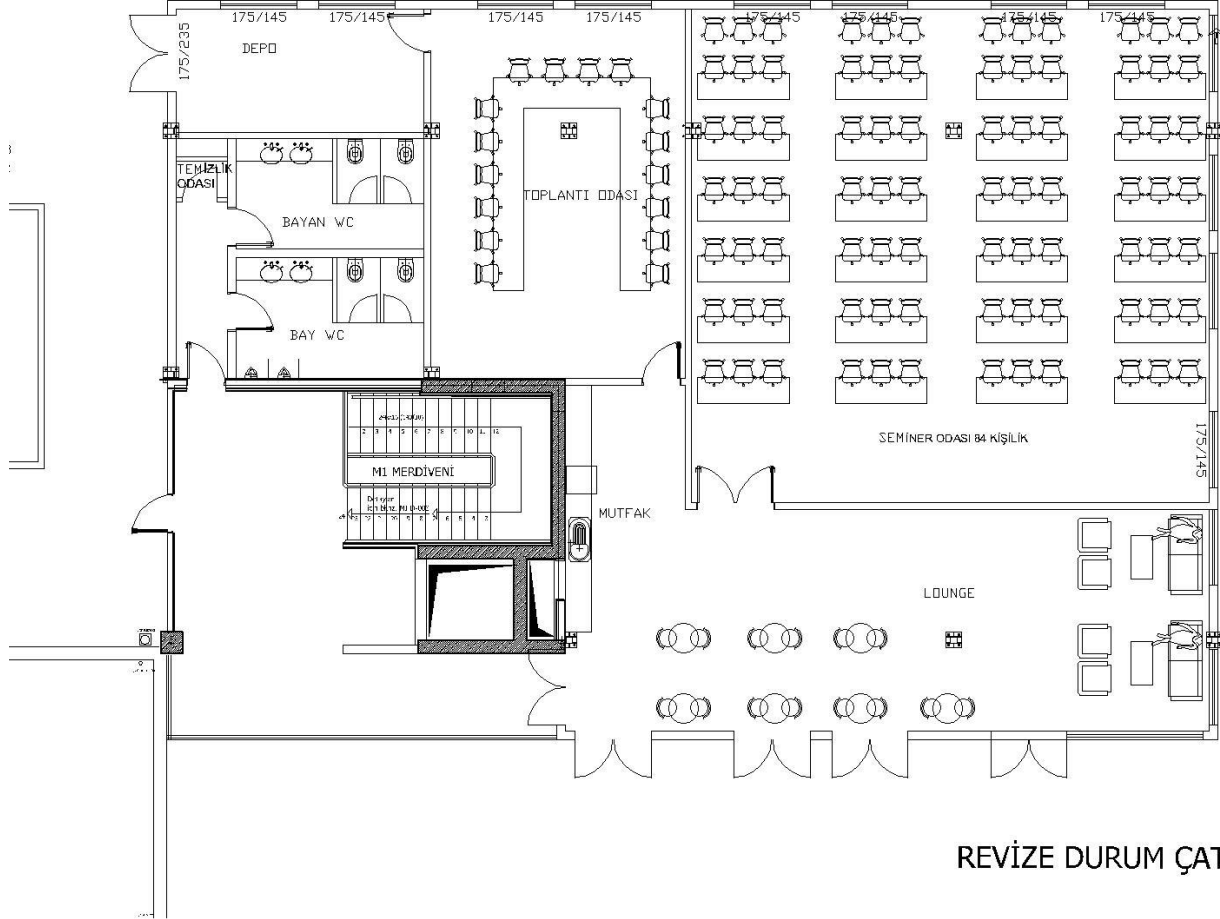 175/145
175/145
175/145
175/145
175/145
175/145
175/145
175/145
175/235
DEPO
TEMİZLİK
ODASI
TOPLANTI ODASI
BAYAN WC
BAY WC
SEMİNER ODASI 84 KİŞİLİK
175/145
M1 MERDİVENİ
MUTFAK
LOUNGE
REVİZE DURUM ÇAT